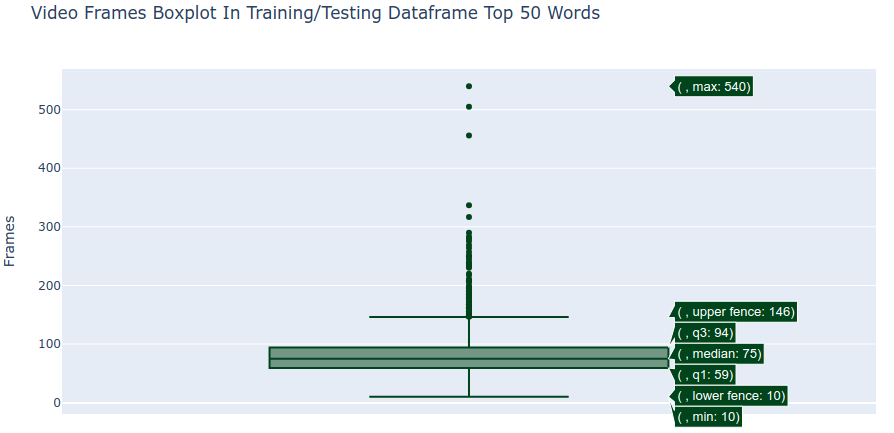 Video Frames Boxplot In Training/Testing Dataframe Top 50 Words
Frames
500
400
300
200
100
0
( , max: 540)
( , upper fence: 146)
( , q3: 94)
( , median: 75)
( , q1: 59)
( , lower fence: 10)
( , min: 10)